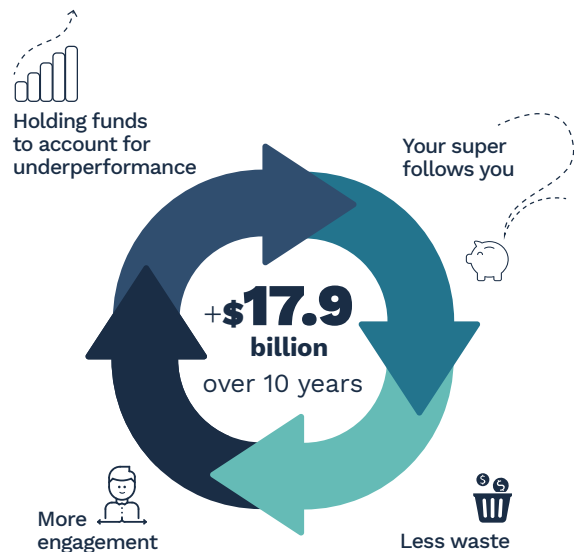 Holding funds
to account for
underperformance
Your super
follows you
+$17.9
billion
over 10 years
More
engagement
$ $
Less waste